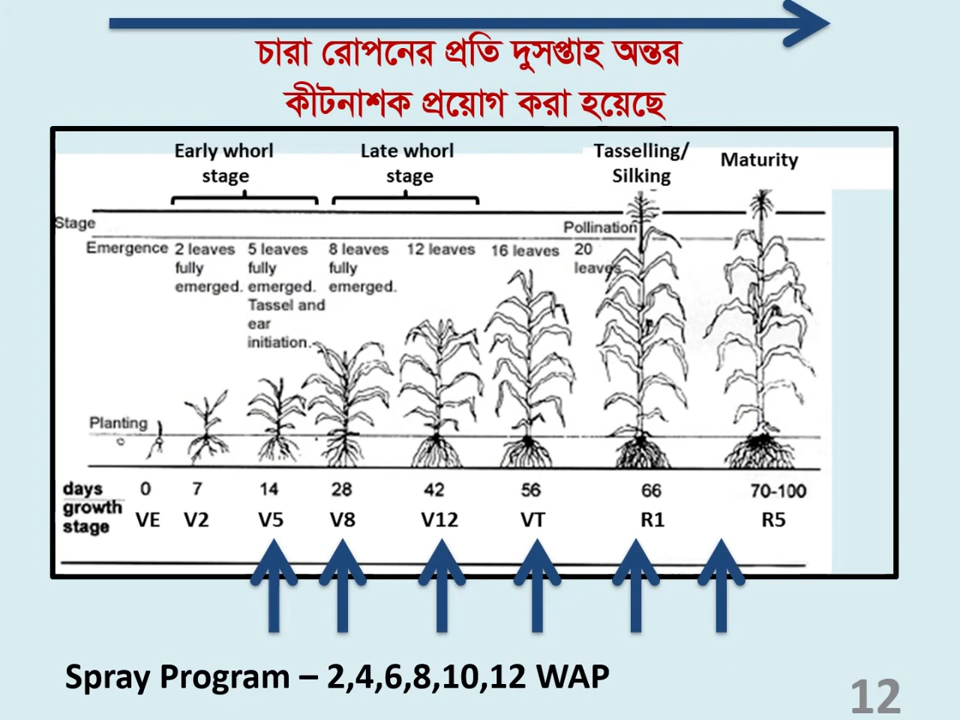 চারা রোপনের প্রতি দুসপ্তাহ অন্তর
কীটনাশক প্রয়োগ করা হয়েছে
Early whorl stage
Late whorl stage
Tasselling/ Silking
Maturity
Stage
Pollination
Emergence
2 leaves fully emerged.
5 leaves fully emerged. Tassel and ear initiation.
8 leaves fully emerged.
12 leaves
16 leaves
20 leaves
Planting
days 0 7 14 28 42 56 66 70-100
growth stage VE V2 V5 V8 V12 VT R1 R5
Spray Program – 2,4,6,8,10,12 WAP
12